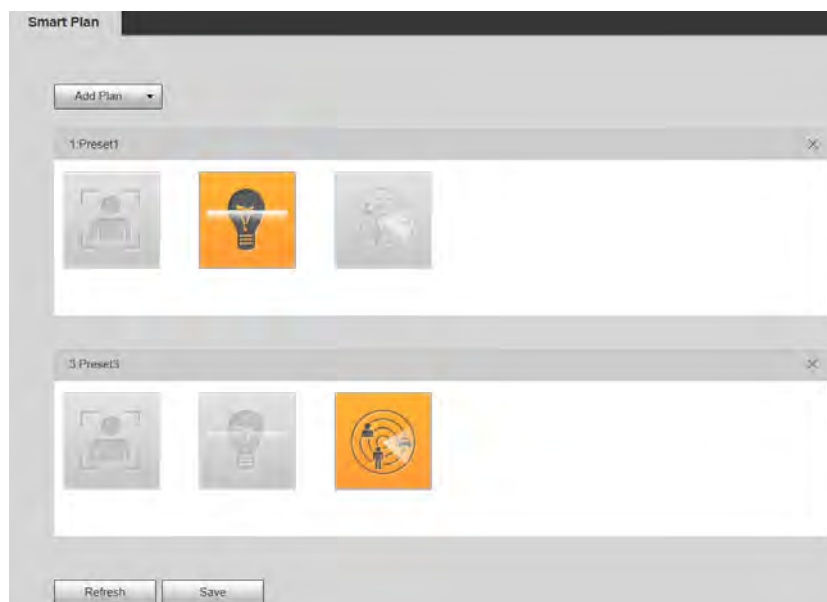 Smart Plan
Add Plan
1:Preset1
3:Preset3
Refresh Save